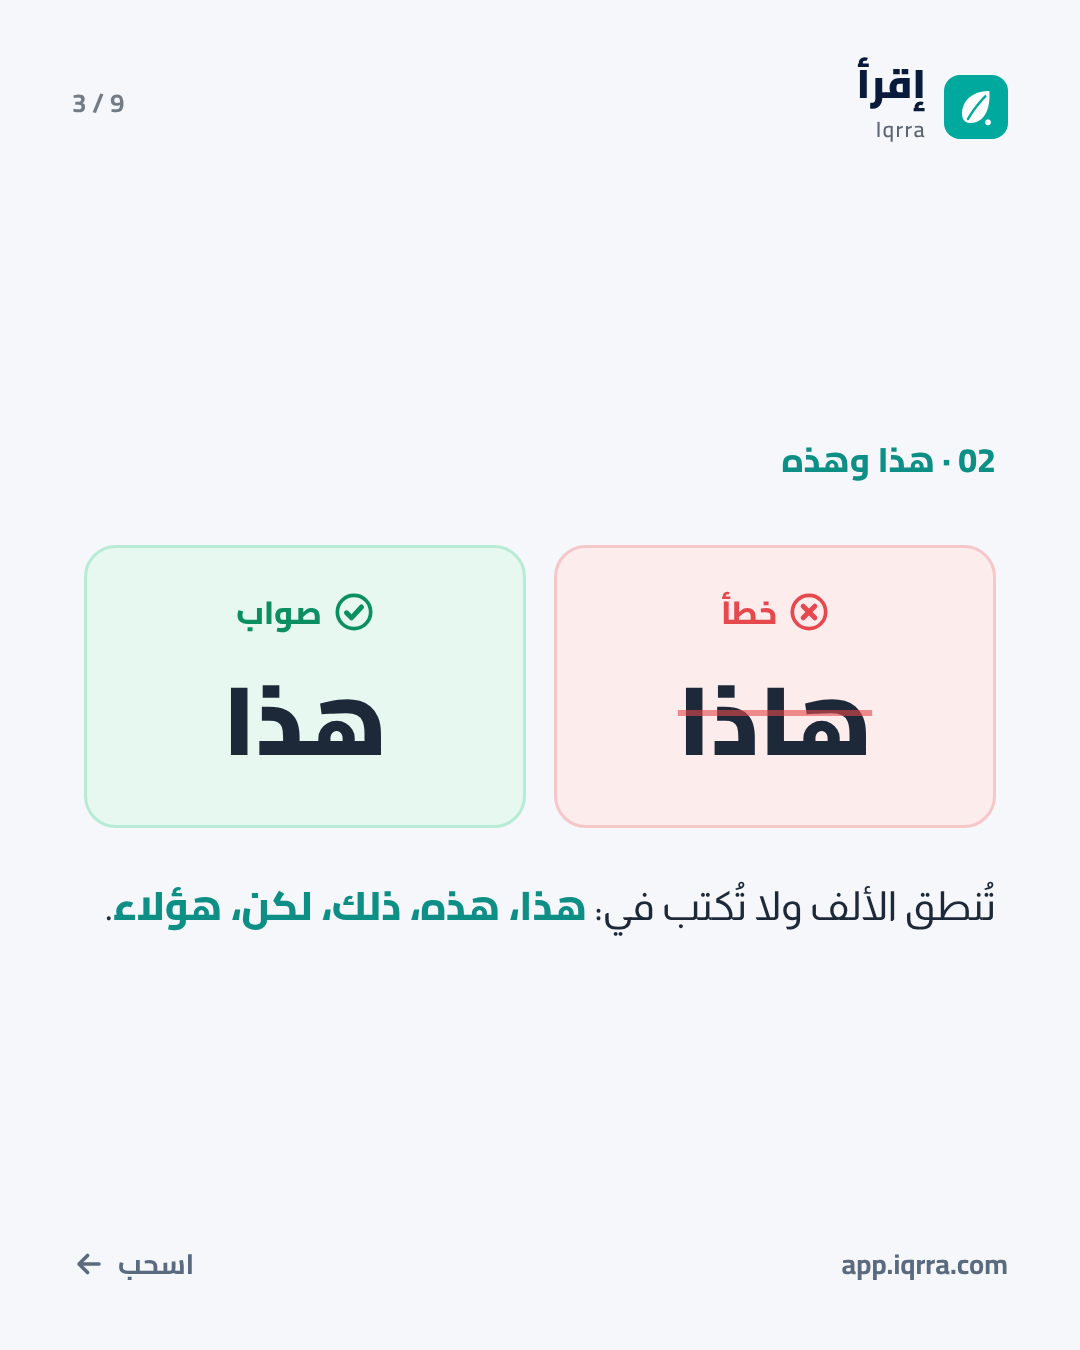 إقرأ
Iqrra
3 / 9
02 · هذا وهذه
خطأ
هاذا
صواب
هذا
تُنطق الألف ولا تُكتب في: هذا، هذه، ذلك، لكن، هؤلاء.
app.iqrra.com
اسحب ←